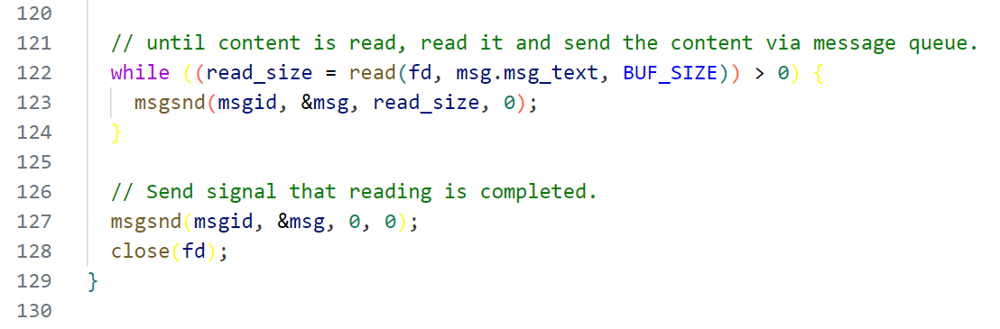 120
121 // until content is read, read it and send the content via message queue.
122 while ((read_size = read(fd, msg.msg_text, BUF_SIZE)) > 0) {
123 msgsnd(msgid, &msg, read_size, 0);
124 }
125
126 // Send signal that reading is completed.
127 msgsnd(msgid, &msg, 0, 0);
128 close(fd);
129 }
130